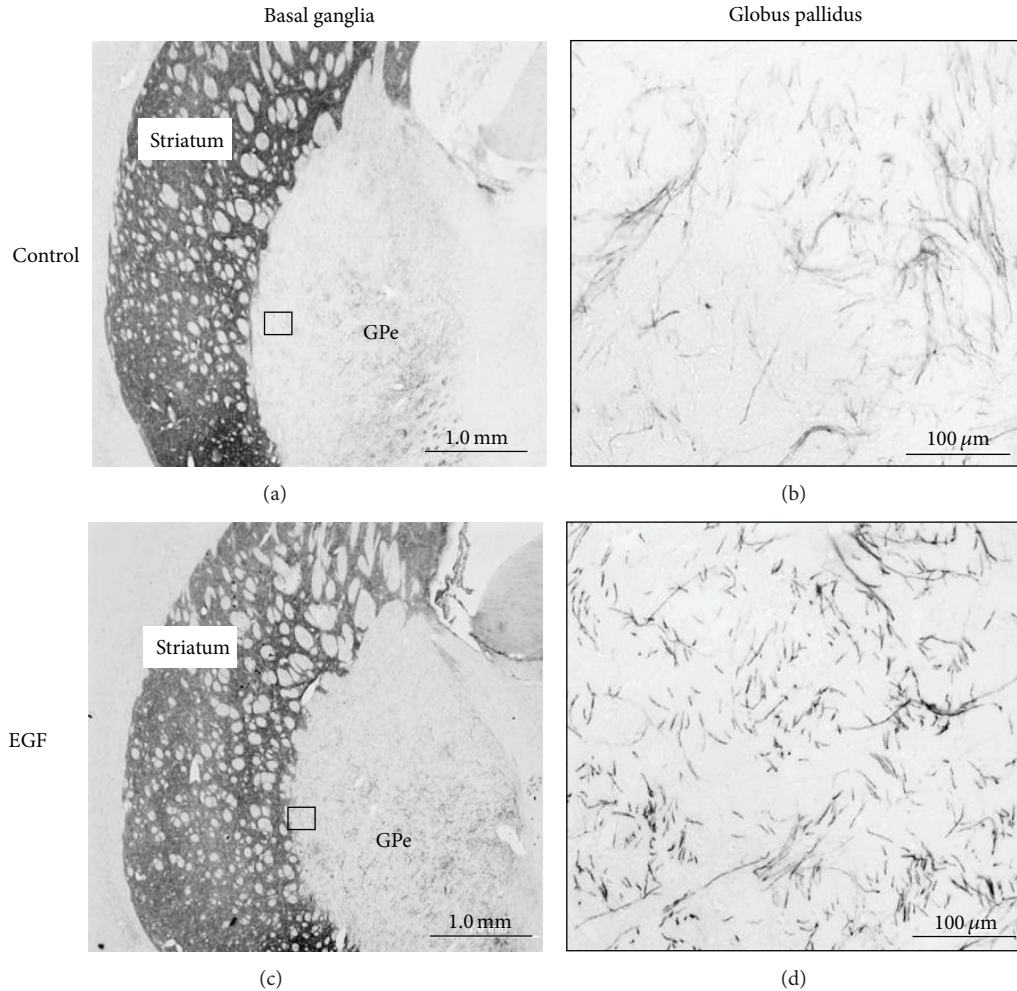 Basal ganglia
Globus pallidus
Control
Striatum
GPe
1.0 mm
100 µm
(a)
(b)
EGF
Striatum
GPe
1.0 mm
100 µm
(c)
(d)